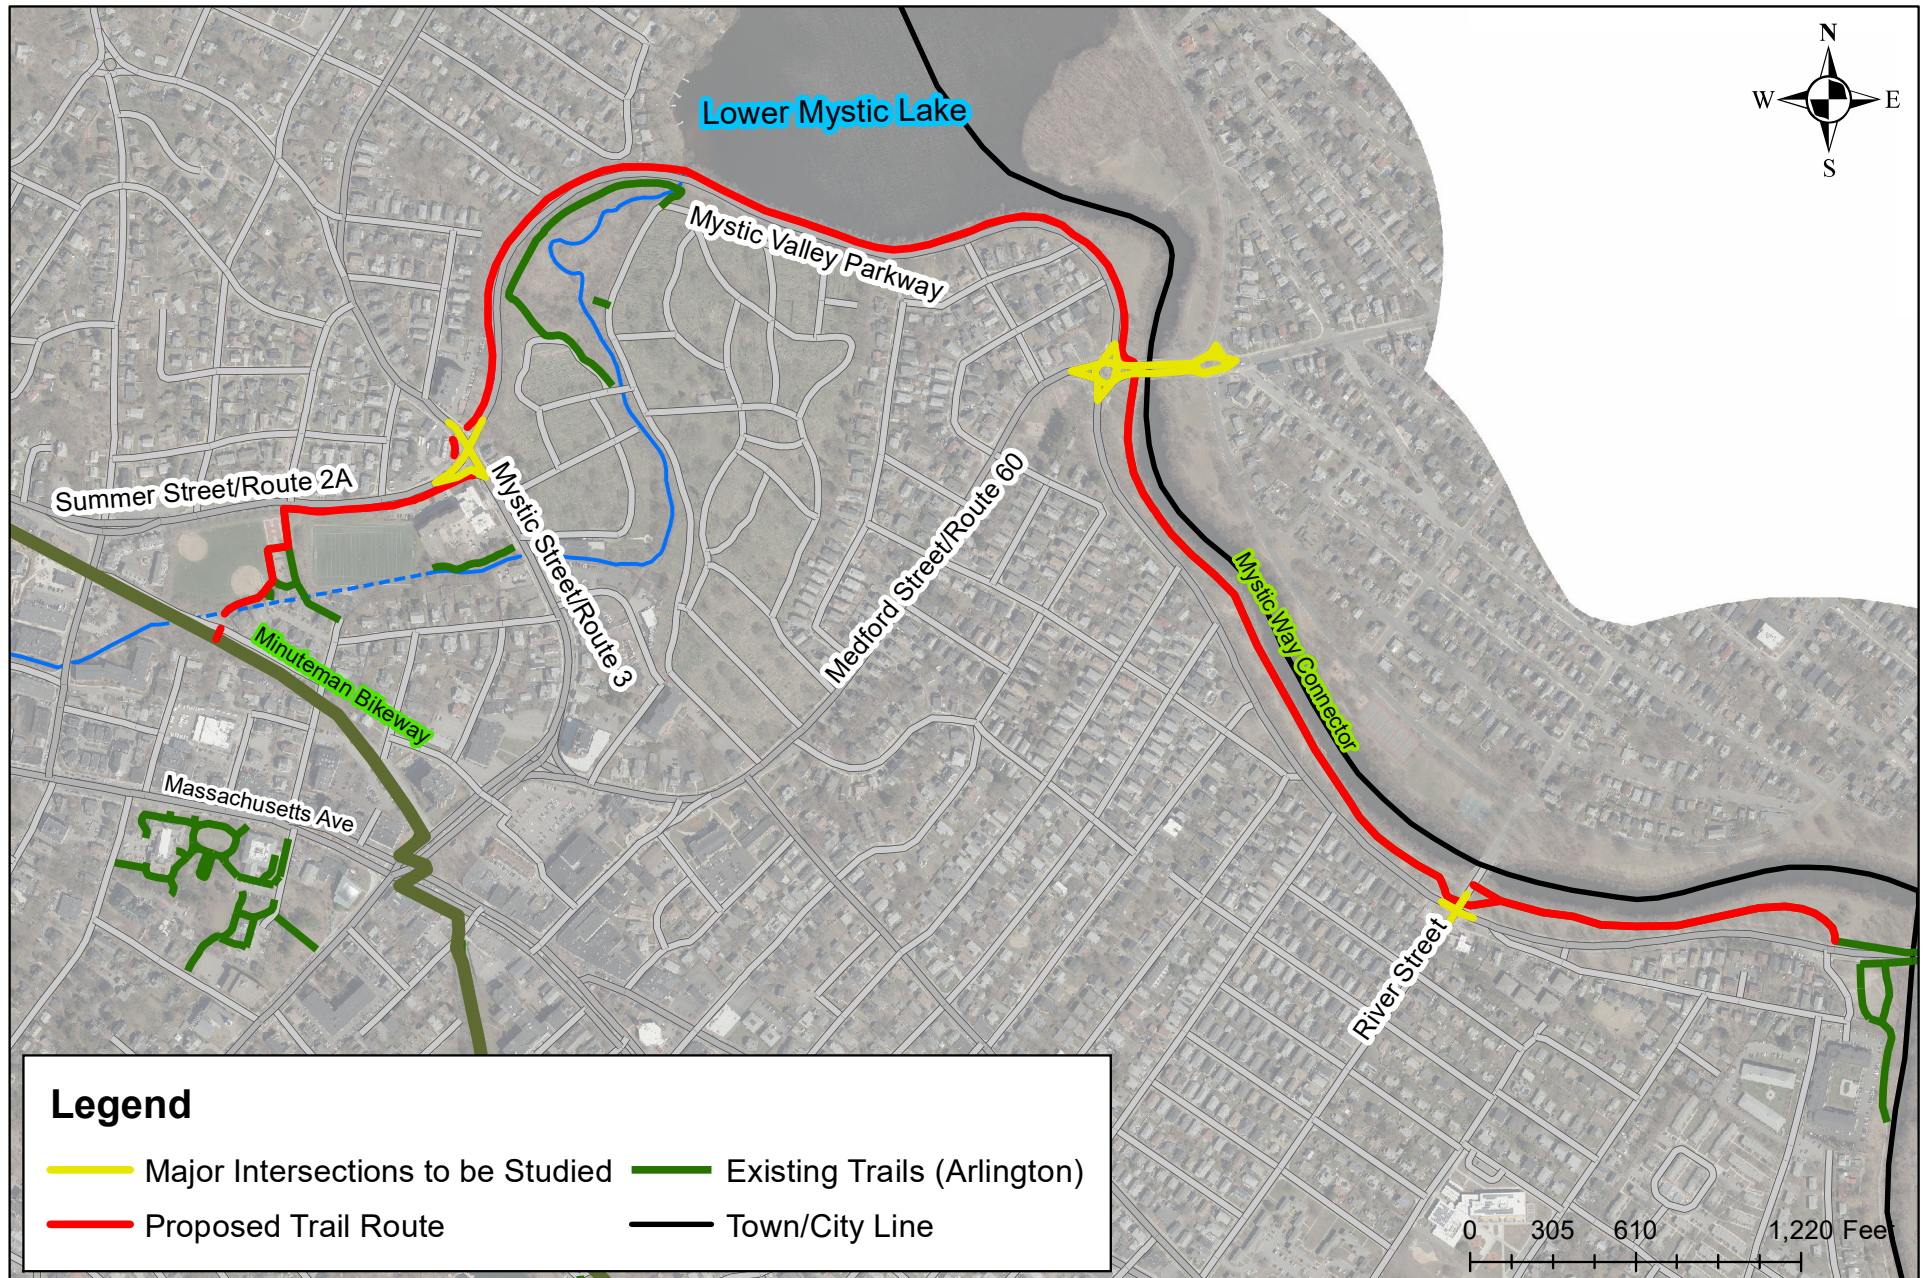 N
W E
S
Lower Mystic Lake
Mystic Valley Parkway
Summer Street/Route 2A
Mystic Street/Route 3
Medford Street/Route 60
Mystic Way Connector
Minuteman Bikeway
Massachusetts Ave
River Street
Legend
Major Intersections to be Studied
Existing Trails (Arlington)
Proposed Trail Route
Town/City Line
0 305 610 1,220 Feet